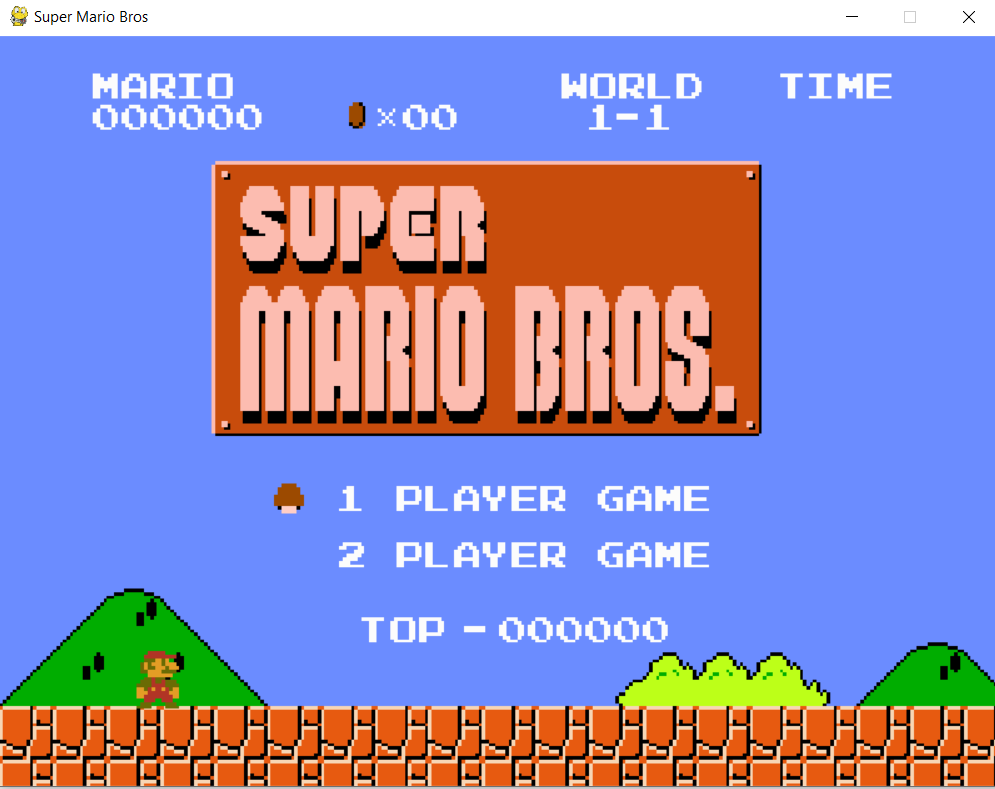 Super Mario Bros
MARIO WORLD TIME
000000 ×00 1-1
SUPER
MARIO BROS.
1 PLAYER GAME
2 PLAYER GAME
TOP - 000000